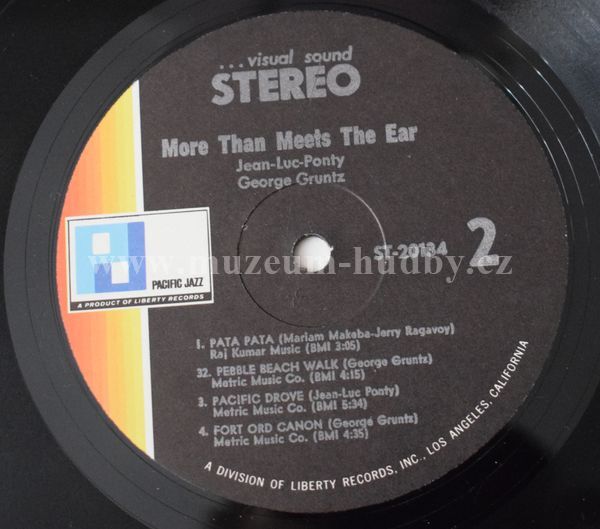 ...visual sound
STEREO
More Than Meets The Ear
Jean-Luc-Ponty
George Gruntz
ST-20134
2
www.muzeum-hudby.cz
PACIFIC JAZZ
A PRODUCT OF LIBERTY RECORDS
1. PATA PATA (Mariam Makeba-Jerry Ragavoy)
Raj Kumar Music (BMI 3:05)
32. PEBBLE BEACH WALK (George Gruntz)
Metric Music Co. (BMI 4:15)
3. PACIFIC DROVE (Jean-Luc Ponty)
Metric Music Co. (BMI 5:34)
4. FORT ORD CANON (George Gruntz)
Metric Music Co. (BMI 4:35)
A DIVISION OF LIBERTY RECORDS, INC., LOS ANGELES, CALIFORNIA